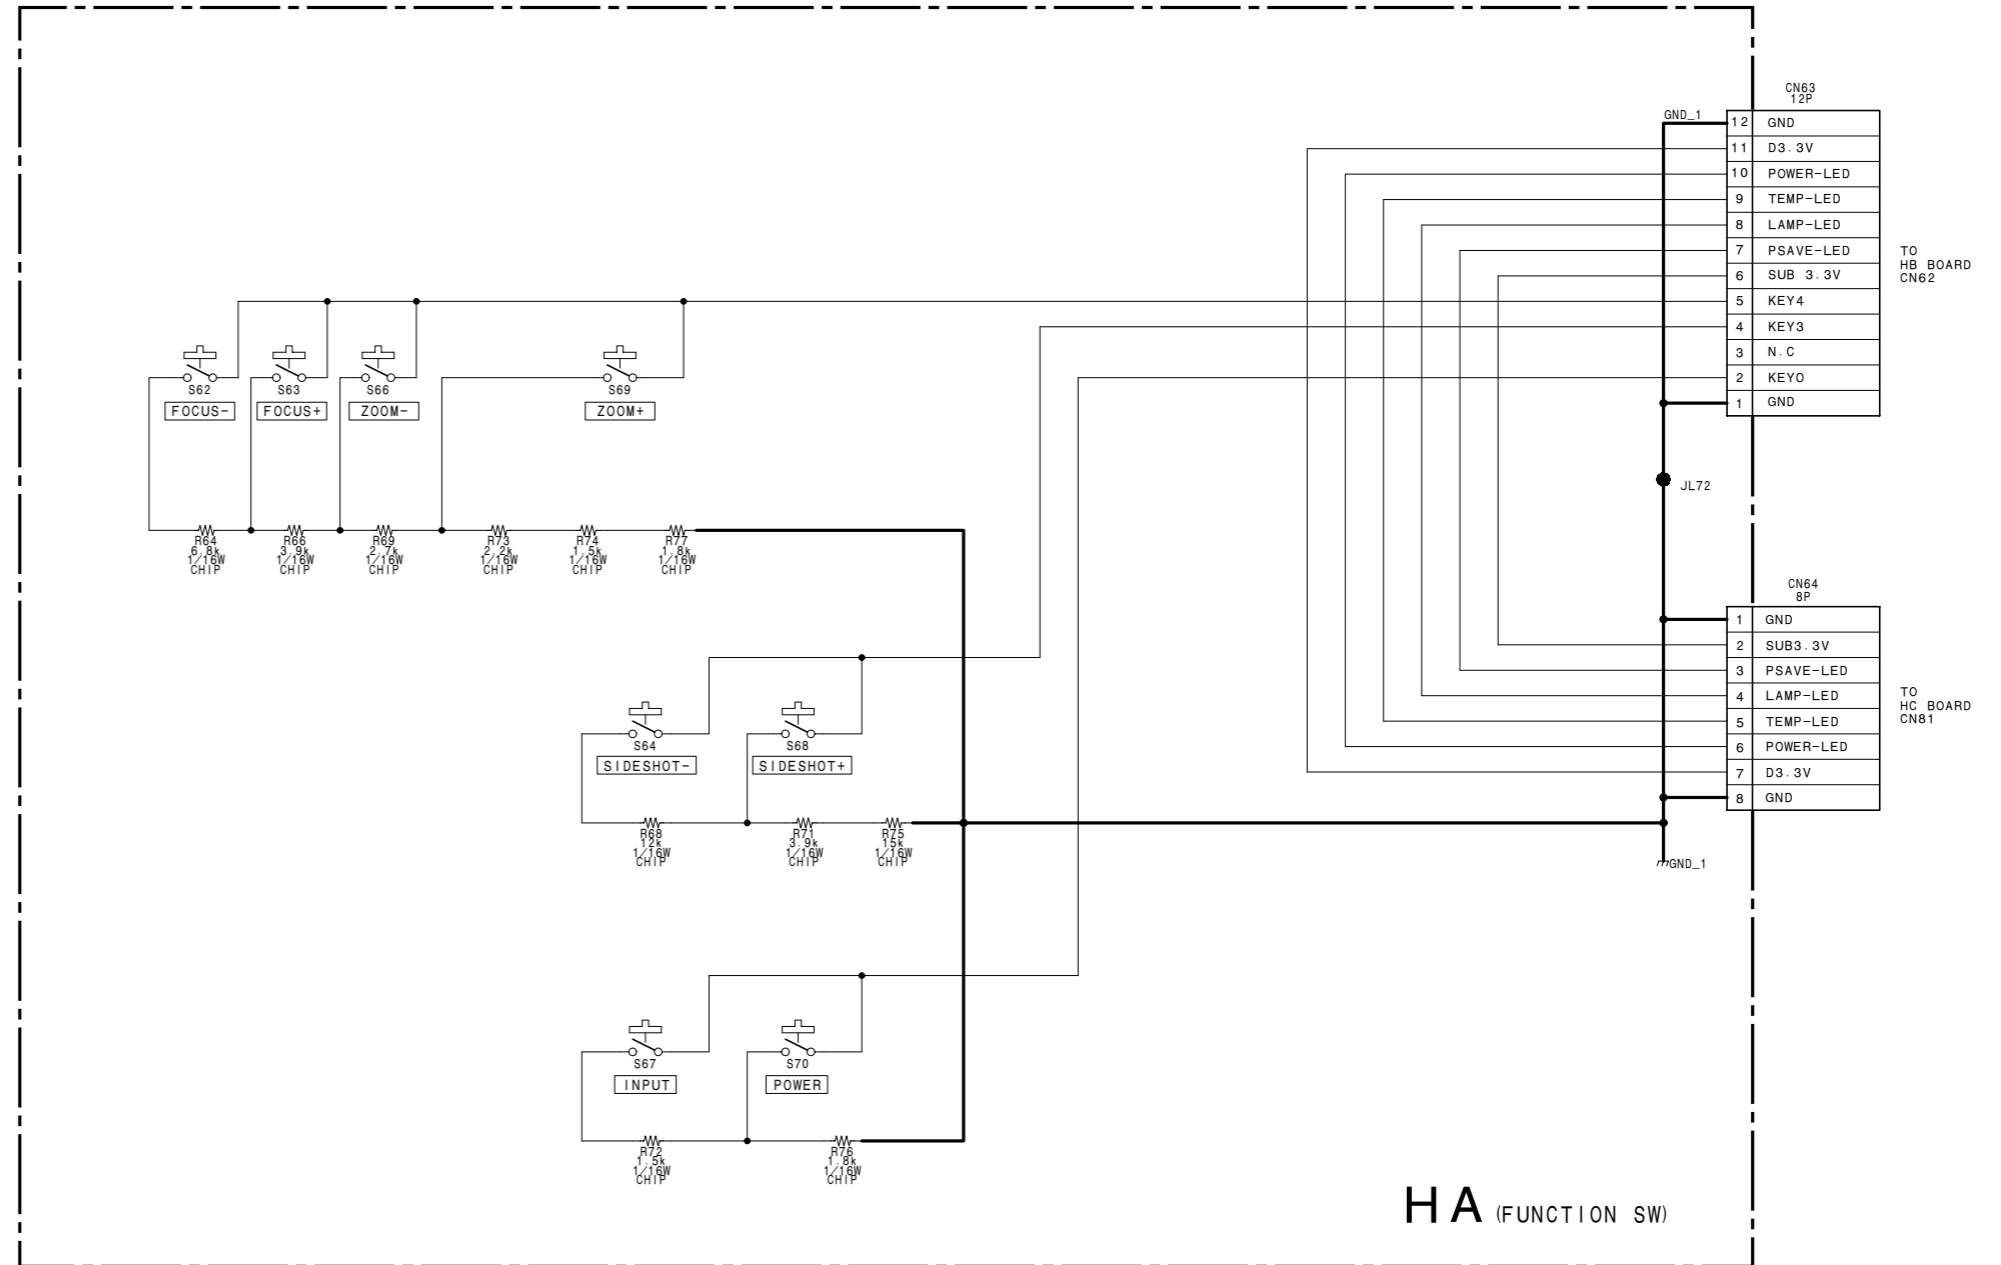 CN63
12P
GND_1
12 GND
11 D3.3V
10 POWER-LED
9 TEMP-LED
8 LAMP-LED
7 PSAVE-LED
6 SUB 3.3V
5 KEY4
4 KEY3
3 N.C
2 KEY0
1 GND
TO
HB BOARD
CN62
S62
FOCUS-
S63
FOCUS+
S66
ZOOM-
S69
ZOOM+
JL72
R64
6.8k
1/16W
CHIP
R66
3.9k
1/16W
CHIP
R69
2.7k
1/16W
CHIP
R73
2.2k
1/16W
CHIP
R74
1.5k
1/16W
CHIP
R77
1.8k
1/16W
CHIP
CN64
8P
1 GND
2 SUB3.3V
3 PSAVE-LED
4 LAMP-LED
5 TEMP-LED
6 POWER-LED
7 D3.3V
8 GND
TO
HC BOARD
CN81
S64
SIDESHOT-
S68
SIDESHOT+
R68
12k
1/16W
CHIP
R71
3.9k
1/16W
CHIP
R75
15k
1/16W
CHIP
GND_1
S67
INPUT
S70
POWER
R72
1.5k
1/16W
CHIP
R76
1.8k
1/16W
CHIP
HA (FUNCTION SW)